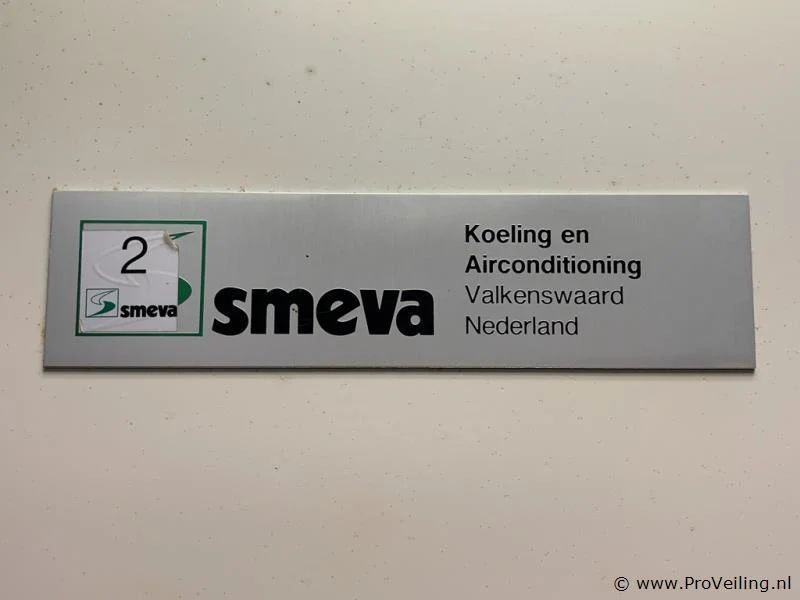 2
smeva
smeva
Koeling en
Airconditioning
Valkenswaard
Nederland
© www.ProVeiling.nl